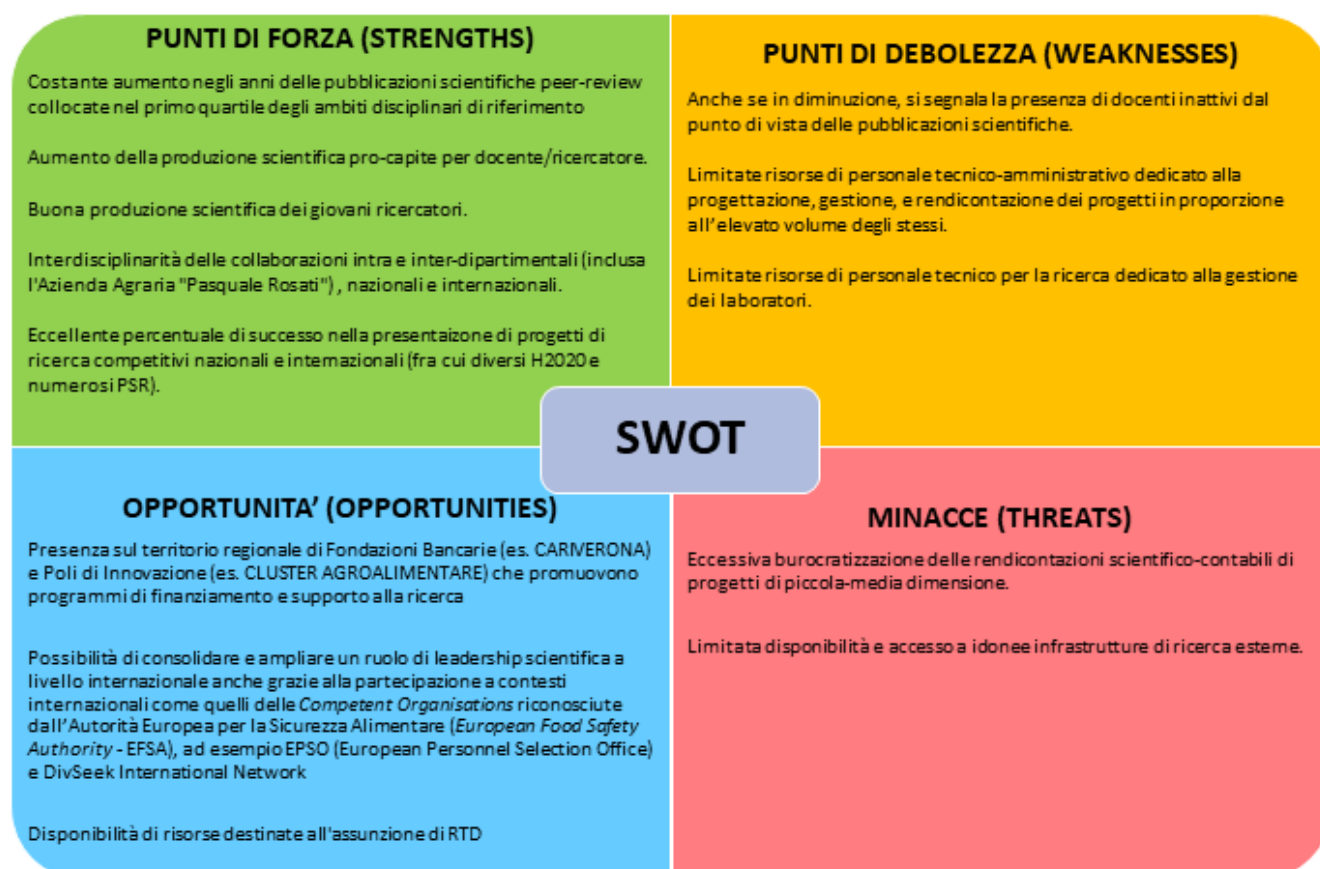 PUNTI DI FORZA (STRENGTHS)
Costante aumento negli anni delle pubblicazioni scientifiche peer-review
collocate nel primo quartile degli ambiti disciplinari di riferimento
Aumento della produzione scientifica pro-capite per docente/ricercatore.
Buona produzione scientifica dei giovani ricercatori.
Interdisciplinarità delle collaborazioni intra e inter-dipartimentali (inclusa
l'Azienda Agraria "Pasquale Rosati") , nazionali e internazionali.
Eccellente percentuale di successo nella presentaizone di progetti di
ricerca competitivi nazionali e internazionali (fra cui diversi H2020 e
numerosi PSR).
PUNTI DI DEBOLEZZA (WEAKNESSES)
Anche se in diminuzione, si segnala la presenza di docenti inattivi dal
punto di vista delle pubblicazioni scientifiche.
Limitate risorse di personale tecnico-amministrativo dedicato alla
progettazione, gestione, e rendicontazione dei progetti in proporzione
all'elevato volume degli stessi.
Limitate risorse di personale tecnico per la ricerca dedicato alla gestione
dei laboratori.
SWOT
OPPORTUNITA' (OPPORTUNITIES)
Presenza sul territorio regionale di Fondazioni Bancarie (es. CARIVERONA)
e Poli di Innovazione (es. CLUSTER AGROALIMENTARE) che promuovono
programmi di finanziamento e supporto alla ricerca
Possibilità di consolidare e ampliare un ruolo di leadership scientifica a
livello internazionale anche grazie alla partecipazione a contesti
internazionali come quelli delle Competent Organisations riconosciute
dall'Autorità Europea per la Sicurezza Alimentare (European Food Safety
Authority - EFSA), ad esempio EPSO (European Personnel Selection Office)
e DivSeek International Network
Disponibilità di risorse destinate all'assunzione di RTD
MINACCE (THREATS)
Eccessiva burocratizzazione delle rendicontazioni scientifico-contabili di
progetti di piccola-media dimensione.
Limitata disponibilità e accesso a idonee infrastrutture di ricerca esterne.